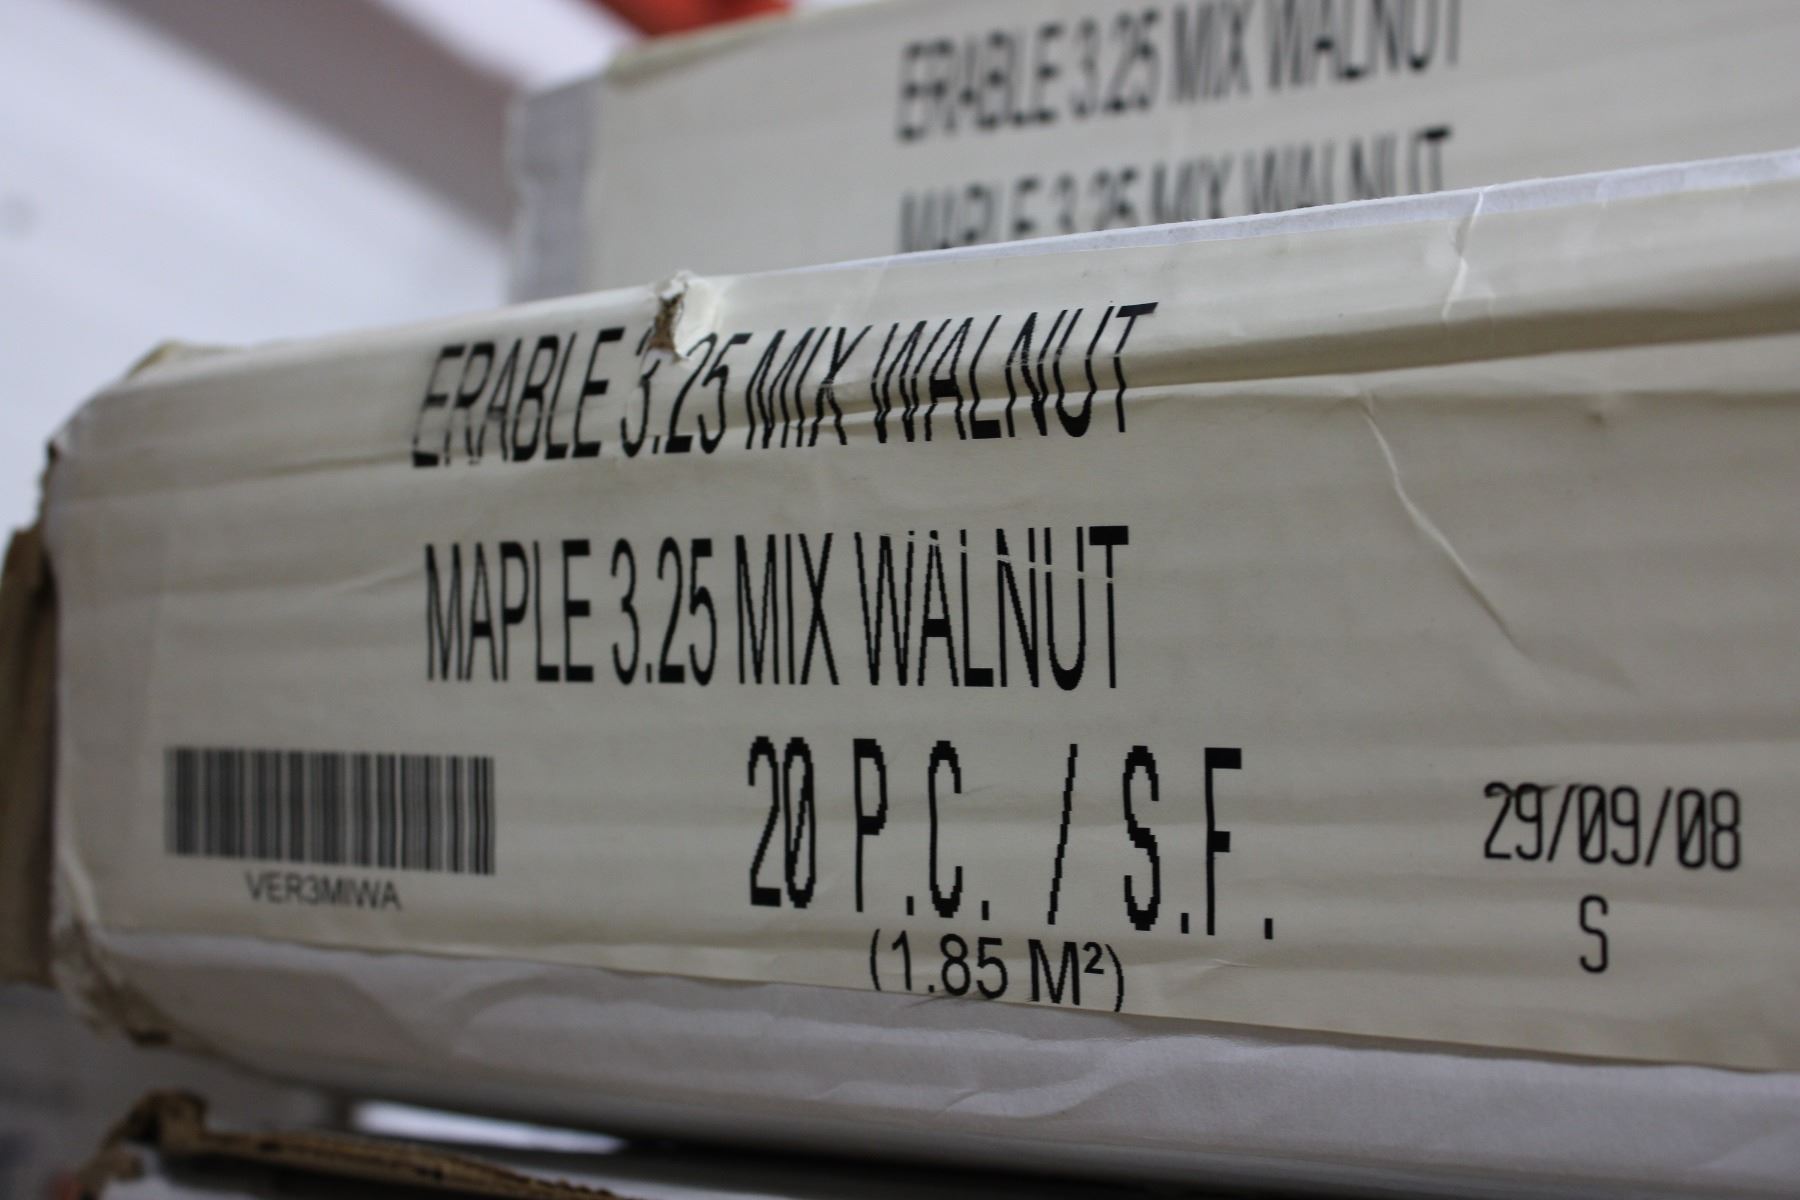 ERABLE 3.25 MIX WALNUT
MAPLE 3.25 MIX WALNUT
ERABLE 3.25 MIX WALNUT
MAPLE 3.25 MIX WALNUT
VER3MIWA
20 P.C. / S.F.
(1.85 M²)
29/09/08
S